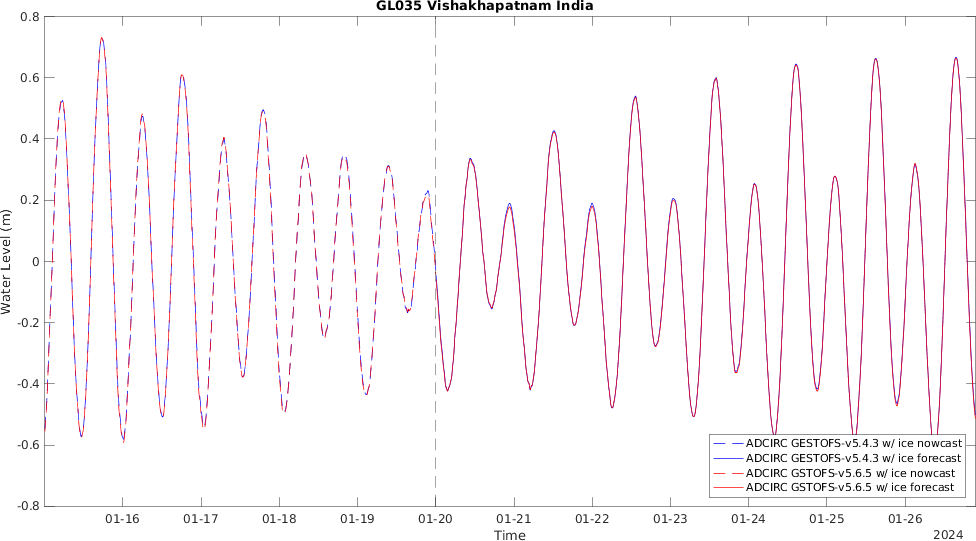 GL035 Vishakhapatnam India
0.8
0.6
0.4
0.2
0
-0.2
-0.4
-0.6
-0.8
Water Level (m)
ADCIRC GESTOFS-v5.4.3 w/ ice nowcast
ADCIRC GESTOFS-v5.4.3 w/ ice forecast
ADCIRC GSTOFS-v5.6.5 w/ ice nowcast
ADCIRC GSTOFS-v5.6.5 w/ ice forecast
01-16 01-17 01-18 01-19 01-20 01-21 01-22 01-23 01-24 01-25 01-26
Time
2024